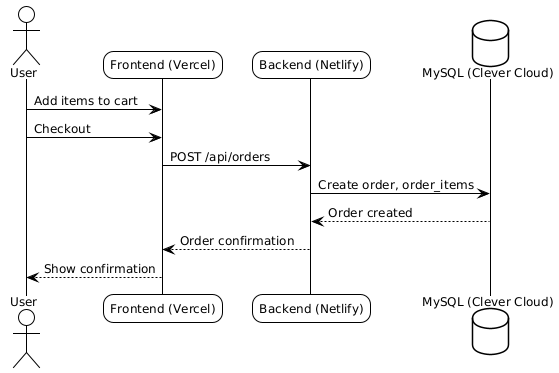 User
Frontend (Vercel)
Backend (Netlify)
MySQL (Clever Cloud)
Add items to cart
Checkout
POST /api/orders
Create order, order_items
Order created
Order confirmation
Show confirmation
User
Frontend (Vercel)
Backend (Netlify)
MySQL (Clever Cloud)